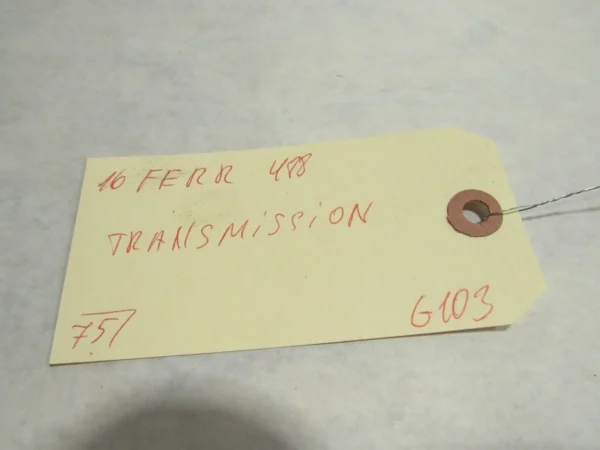 16 FERR 488
TRANSMISSION
751
G103